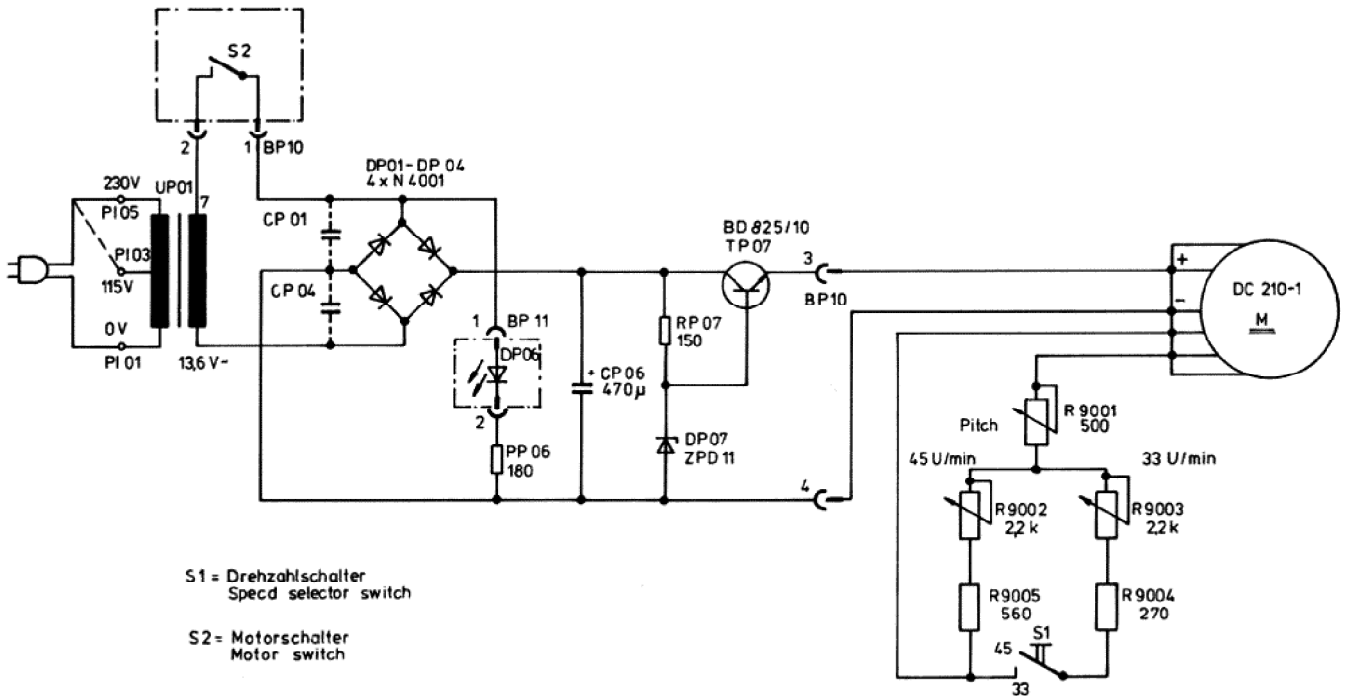 S2
2
1 BP10
DP01-DP 04
4 x N 4001
230V
UP01
7
PI05
CP 01
BD 825/10
TP 07
3
PI03
115V
CP 04
BP10
+
-
DC 210-1
M
0V
PI 01
13,6 V~
1
BP 11
DP06
RP 07
150
+ CP 06
470µ
2
Pitch
R 9001
500
DP07
ZPD 11
PP 06
180
45 U/min
33 U/min
4
R 9002
2,2 k
R 9003
2,2 k
S1 = Drehzahlschalter
Specd selector switch
R 9005
560
R 9004
270
S2 = Motorschalter
Motor switch
S1
45
33